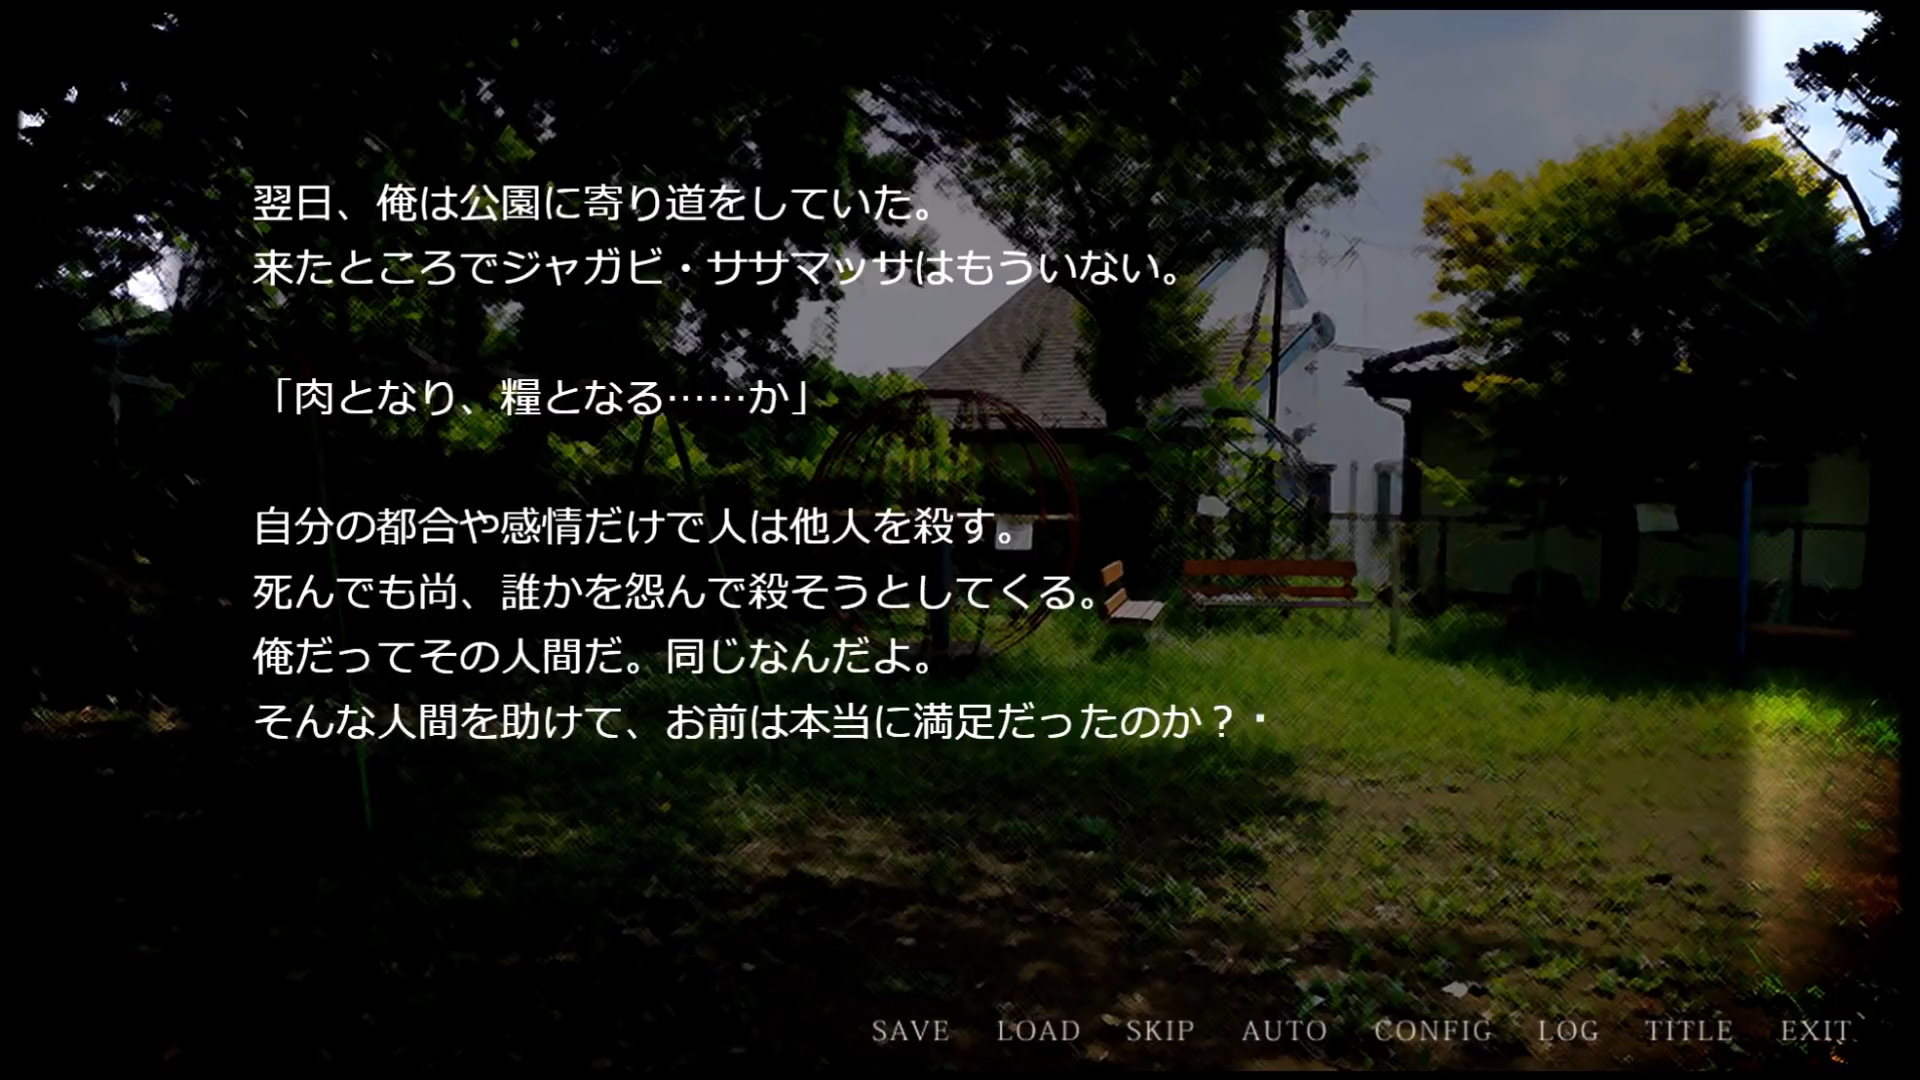 翌日、俺は公園に寄り道をしていた。
来たところでジャガビ・ササマッサはもういない。
「肉となり、糧となる……か」
自分の都合や感情だけで人は他人を殺す。
死んでも尚、誰かを怨んで殺そうとしてくる。
俺だってその人間だ。同じなんだよ。
そんな人間を助けて、お前は本当に満足だったのか？
SAVE LOAD SKIP AUTO CONFIG LOG TITLE EXIT